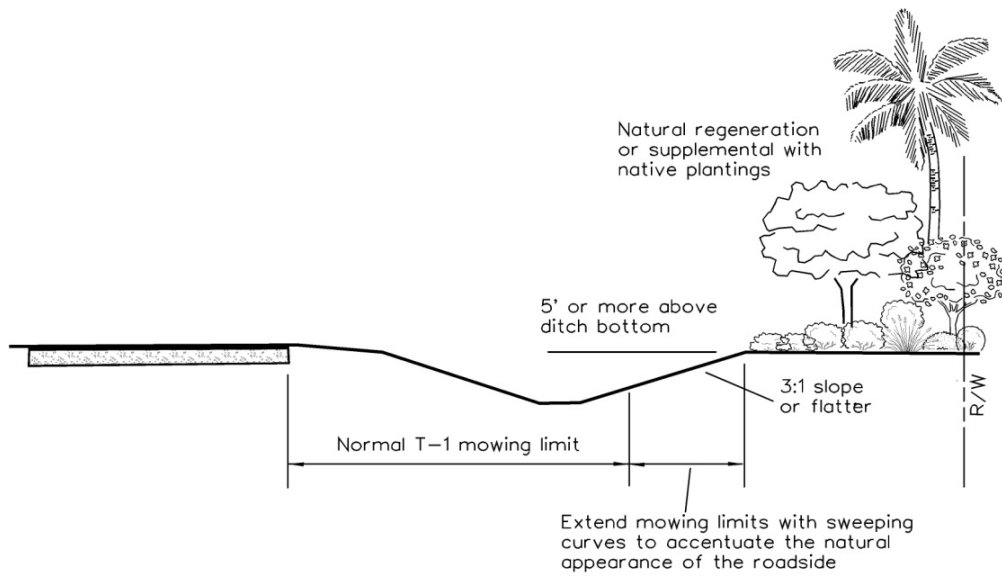 Natural regeneration
or supplemental with
native plantings
5' or more above
ditch bottom
3:1 slope
or flatter
R/W
Normal T-1 mowing limit
Extend mowing limits with sweeping
curves to accentuate the natural
appearance of the roadside